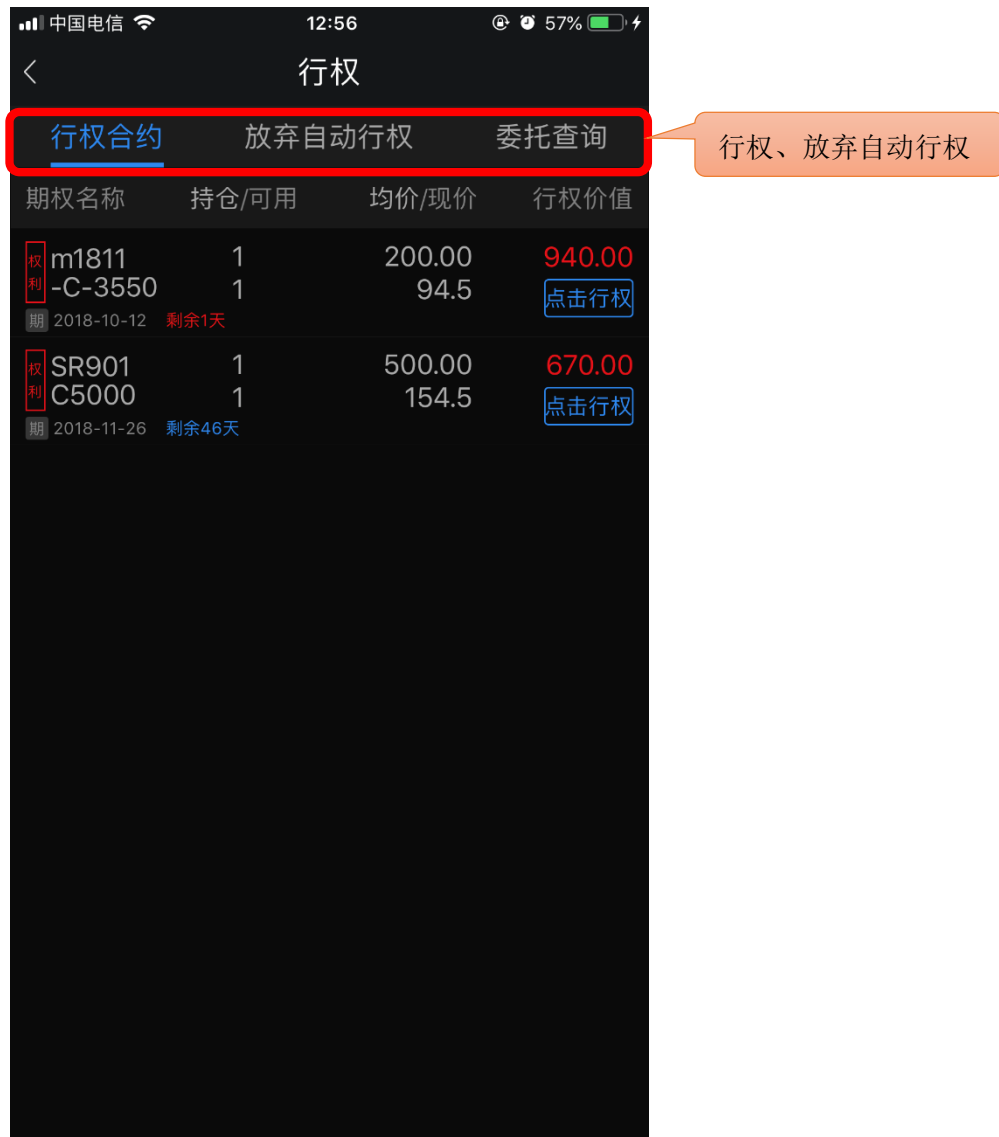 中国电信 12:56 57%
行权
行权合约 放弃自动行权 委托查询
行权、放弃自动行权
期权名称 持仓/可用 均价/现价 行权价值
权利 m1811 1 200.00 940.00
-C-3550 1 94.5 点击行权
期 2018-10-12 剩余1天
权利 SR901 1 500.00 670.00
C5000 1 154.5 点击行权
期 2018-11-26 剩余46天